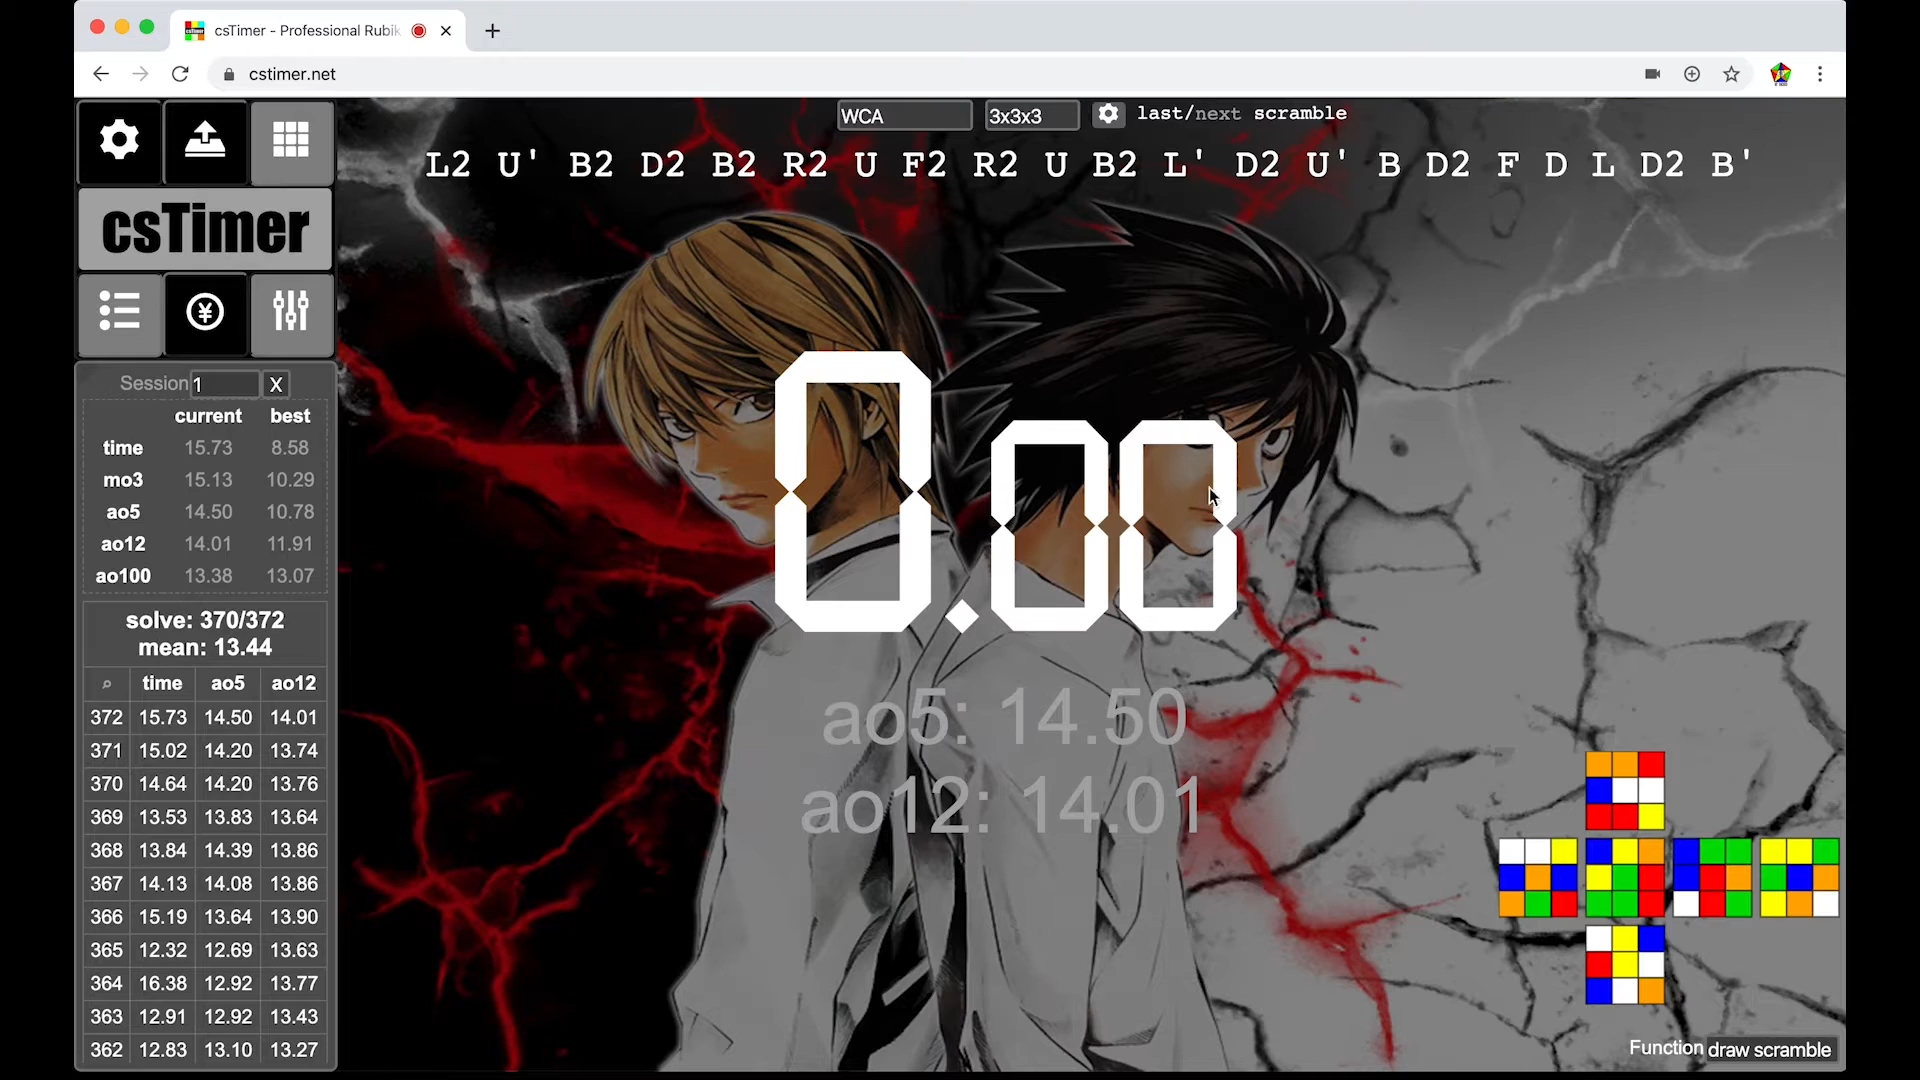 csTimer - Professional Rubik
cstimer.net
WCA 3x3x3 last/next scramble
L2 U' B2 D2 B2 R2 U F2 R2 U B2 L' D2 U' B D2 F D L D2 B'
csTimer
Session 1 X
current best
time 15.73 8.58
mo3 15.13 10.29
ao5 14.50 10.78
ao12 14.01 11.91
ao100 13.38 13.07
solve: 370/372
mean: 13.44
time ao5 ao12
372 15.73 14.50 14.01
371 15.02 14.20 13.74
370 14.64 14.20 13.76
369 13.53 13.83 13.64
368 13.84 14.39 13.86
367 14.13 14.08 13.86
366 15.19 13.64 13.90
365 12.32 12.69 13.63
364 16.38 12.92 13.77
363 12.91 12.92 13.43
362 12.83 13.10 13.27
0.00
ao5: 14.50
ao12: 14.01
Function draw scramble